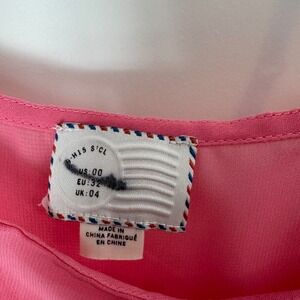 US: 00
EU: 32
UK: 04
MADE IN
CHINA FABRIQUÉ
EN CHINE